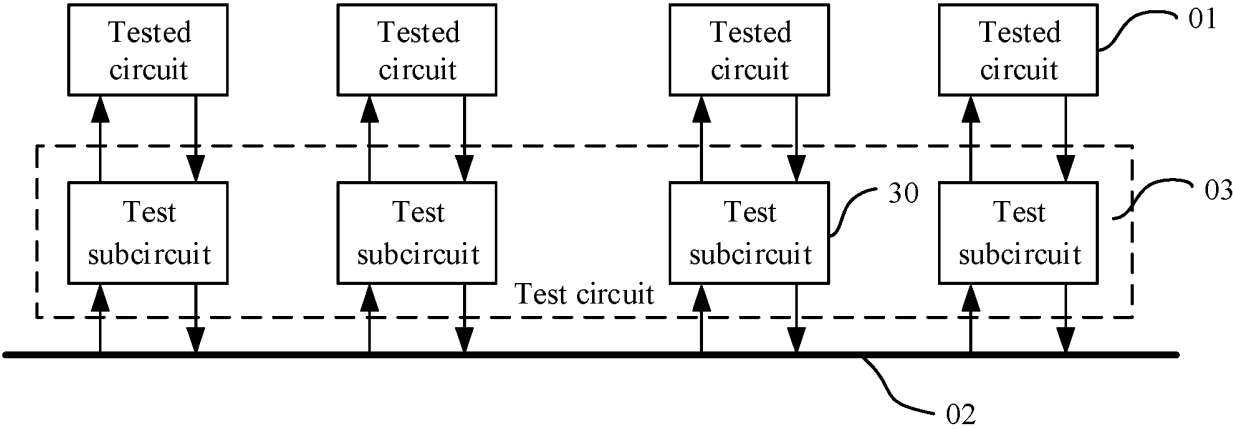 Tested
circuit
Tested
circuit
Tested
circuit
Tested
circuit
01
Test
subcircuit
Test
subcircuit
Test
subcircuit
30
Test
subcircuit
03
Test circuit
02